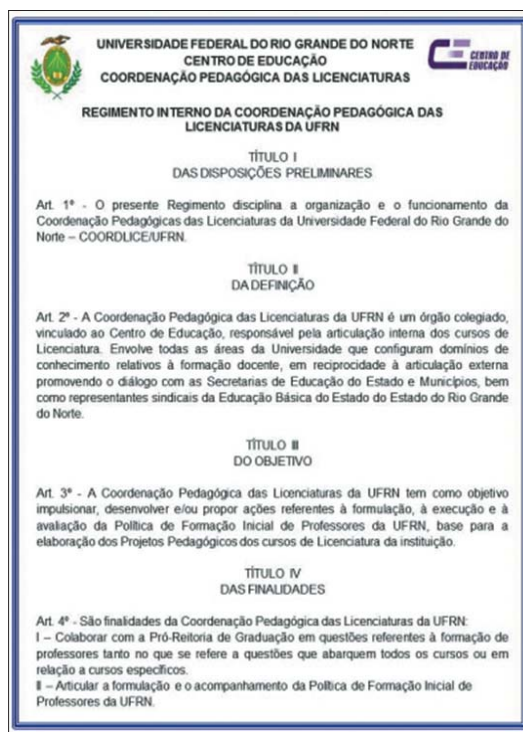 UNIVERSIDADE FEDERAL DO RIO GRANDE DO NORTE
CENTRO DE EDUCAÇÃO
COORDENAÇÃO PEDAGÓGICA DAS LICENCIATURAS
CENTRO DE
EDUCAÇÃO
REGIMENTO INTERNO DA COORDENAÇÃO PEDAGÓGICA DAS
LICENCIATURAS DA UFRN
TÍTULO I
DAS DISPOSIÇÕES PRELIMINARES
Art. 1º - O presente Regimento disciplina a organização e o funcionamento da
Coordenação Pedagógicas das Licenciaturas da Universidade Federal do Rio Grande do
Norte – COORDLICE/UFRN.
TÍTULO II
DA DEFINIÇÃO
Art. 2º - A Coordenação Pedagógica das Licenciaturas da UFRN é um órgão colegiado,
vinculado ao Centro de Educação, responsável pela articulação interna dos cursos de
Licenciatura. Envolve todas as áreas da Universidade que configuram domínios de
conhecimento relativos à formação docente, em reciprocidade à articulação externa
promovendo o diálogo com as Secretarias de Educação do Estado e Municípios, bem
como representantes sindicais da Educação Básica do Estado do Estado do Rio Grande
do Norte.
TÍTULO III
DO OBJETIVO
Art. 3º - A Coordenação Pedagógica das Licenciaturas da UFRN tem como objetivo
impulsionar, desenvolver e/ou propor ações referentes à formulação, à execução e à
avaliação da Política de Formação Inicial de Professores da UFRN, base para a
elaboração dos Projetos Pedagógicos dos cursos de Licenciatura da instituição.
TÍTULO IV
DAS FINALIDADES
Art. 4º - São finalidades da Coordenação Pedagógica das Licenciaturas da UFRN:
I – Colaborar com a Pró-Reitoria de Graduação em questões referentes à formação de
professores tanto no que se refere a questões que abarquem todos os cursos ou em
relação a cursos específicos.
II – Articular a formulação e o acompanhamento da Política de Formação Inicial de
Professores da UFRN.